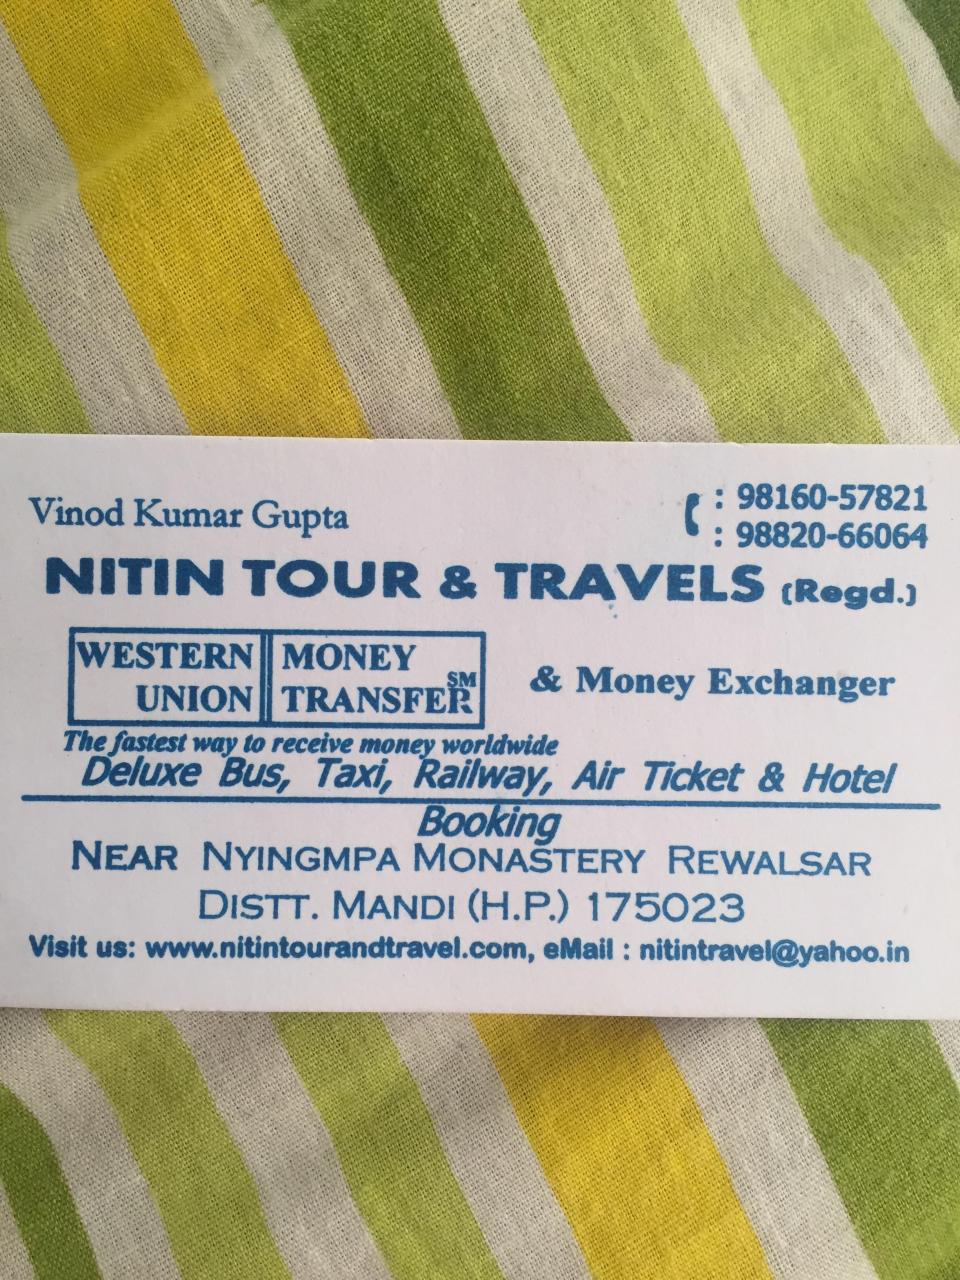 Vinod Kumar Gupta
: 98160-57821
: 98820-66064
NITIN TOUR & TRAVELS (Regd.)
WESTERN UNION MONEY TRANSFER SM
& Money Exchanger
The fastest way to receive money worldwide
Deluxe Bus, Taxi, Railway, Air Ticket & Hotel
Booking
NEAR NYINGMPA MONASTERY REWALSAR
DISTT. MANDI (H.P.) 175023
Visit us: www.nitintourandtravel.com, eMail : nitintravel@yahoo.in